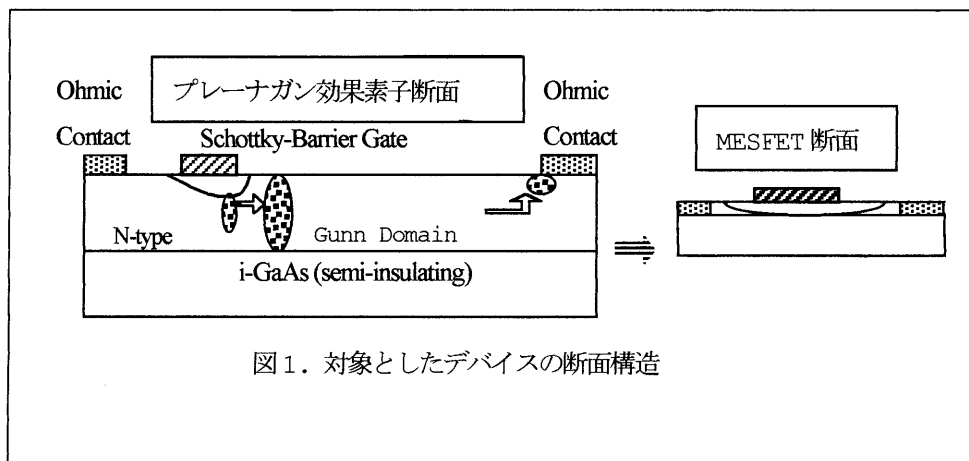 プレーナガン効果素子断面
Ohmic
Contact
Schottky-Barrier Gate
Ohmic
Contact
MESFET 断面
N-type
Gunn Domain
i-GaAs (semi-insulating)
図１．対象としたデバイスの断面構造